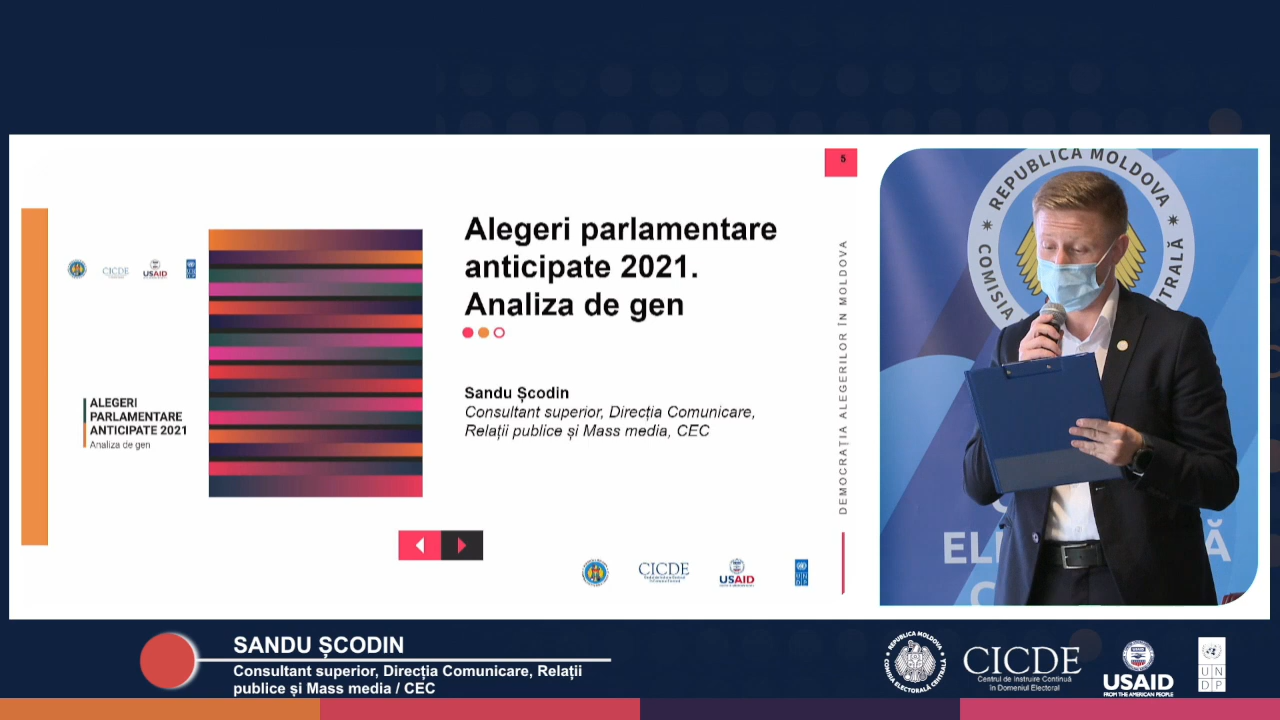 5
Alegeri parlamentare
anticipate 2021.
Analiza de gen
Sandu Școdin
Consultant superior, Direcția Comunicare,
Relații publice și Mass media, CEC
CICDE
USAID
ALEGERI
PARLAMENTARE
ANTICIPATE 2021
Analiza de gen
DEMOCRAȚIA ALEGERILOR ÎN MOLDOVA
CICDE
USAID
REPUBLICA MOLDOVA
COMISIA
TRALĂ
SANDU ȘCODIN
Consultant superior, Direcția Comunicare, Relații
publice și Mass media / CEC
REPUBLICA MOLDOVA
COMISIA ELECTORALĂ CENTRALĂ
CICDE
Centrul de Instruire Continuă
în Domeniul Electoral
USAID
FROM THE AMERICAN PEOPLE
U N
D P